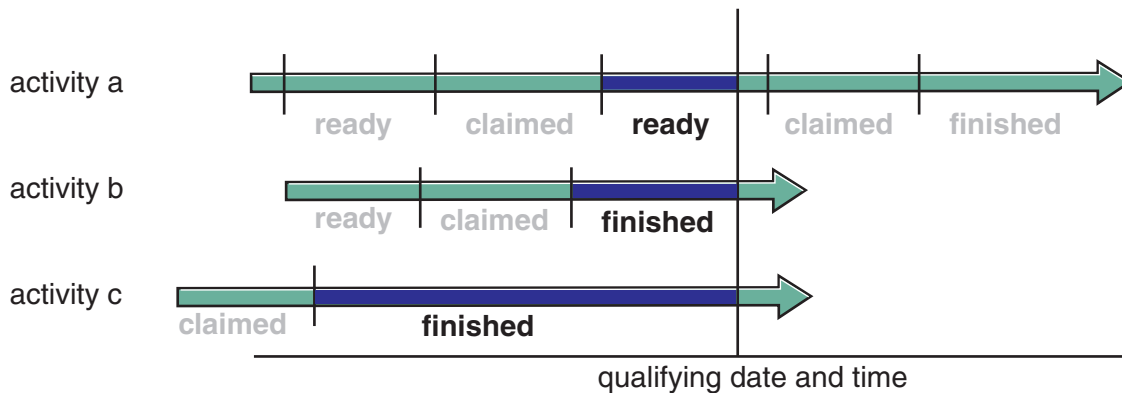 activity a
ready claimed ready claimed finished
activity b
ready claimed finished
activity c
claimed finished
qualifying date and time